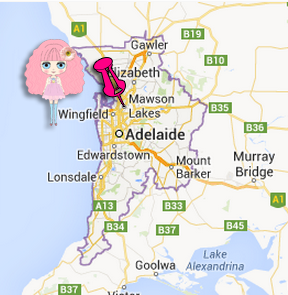 A1
B19
Gawler
B10
Elizabeth
Mawson
Lakes
Wingfield
B35
Adelaide
B36
Edwardstown
Mount
Barker
Murray
Bridge
Lonsdale
A1
A13
B33
B34
B45
B37
Lake
Alexandrina
Goolwa
B37